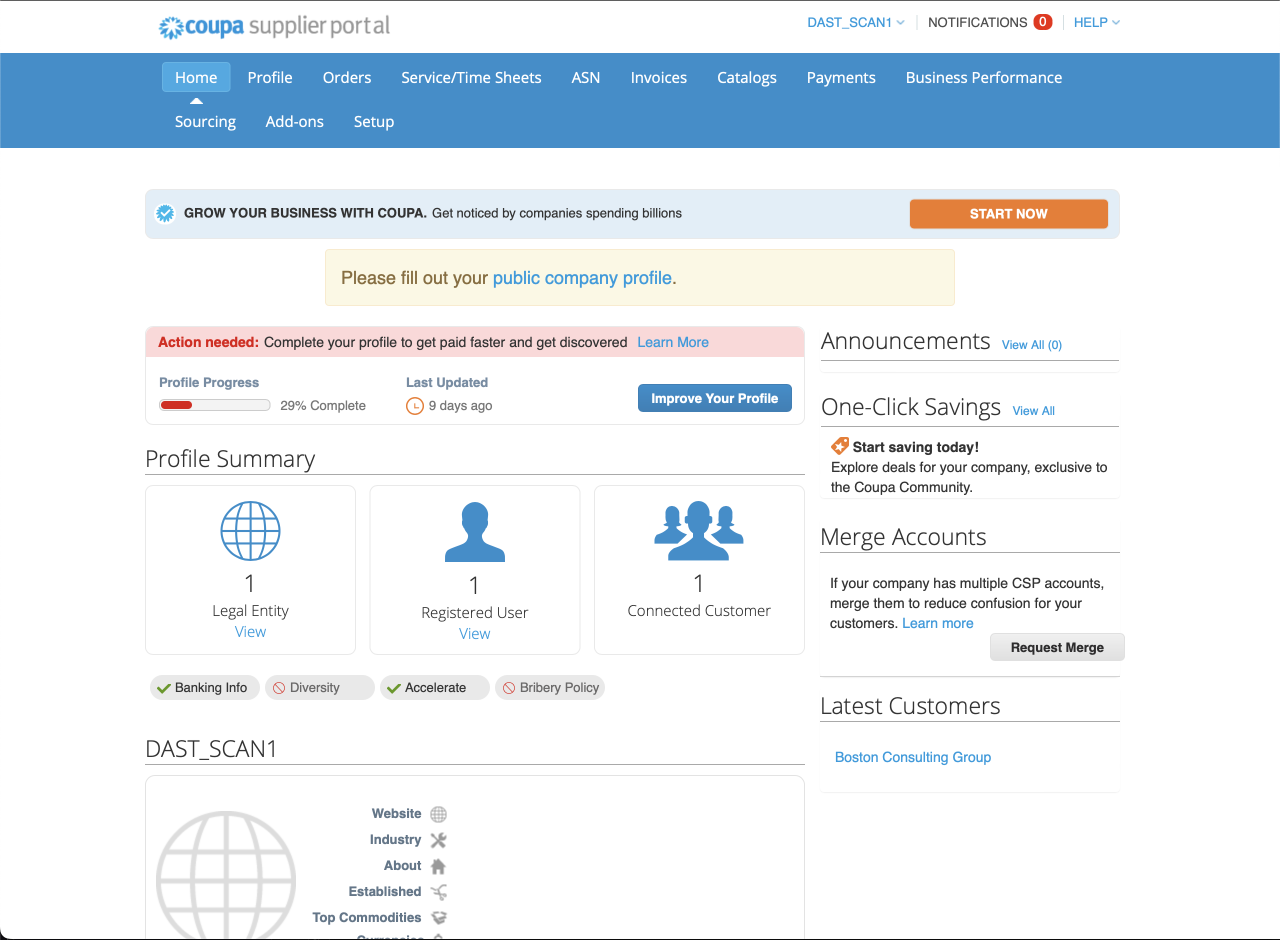 coupa supplier portal
DAST_SCAN1 NOTIFICATIONS 0 HELP
Home Profile Orders Service/Time Sheets ASN Invoices Catalogs Payments Business Performance
Sourcing Add-ons Setup
GROW YOUR BUSINESS WITH COUPA. Get noticed by companies spending billions
START NOW
Please fill out your public company profile.
Action needed: Complete your profile to get paid faster and get discovered Learn More
Profile Progress
29% Complete
Last Updated
9 days ago
Improve Your Profile
Profile Summary
1
Legal Entity
View
1
Registered User
View
1
Connected Customer
Banking Info
Diversity
Accelerate
Bribery Policy
DAST_SCAN1
Website
Industry
About
Established
Top Commodities
Currencies
Announcements View All (0)
One-Click Savings View All
Start saving today!
Explore deals for your company, exclusive to
the Coupa Community.
Merge Accounts
If your company has multiple CSP accounts,
merge them to reduce confusion for your
customers. Learn more
Request Merge
Latest Customers
Boston Consulting Group